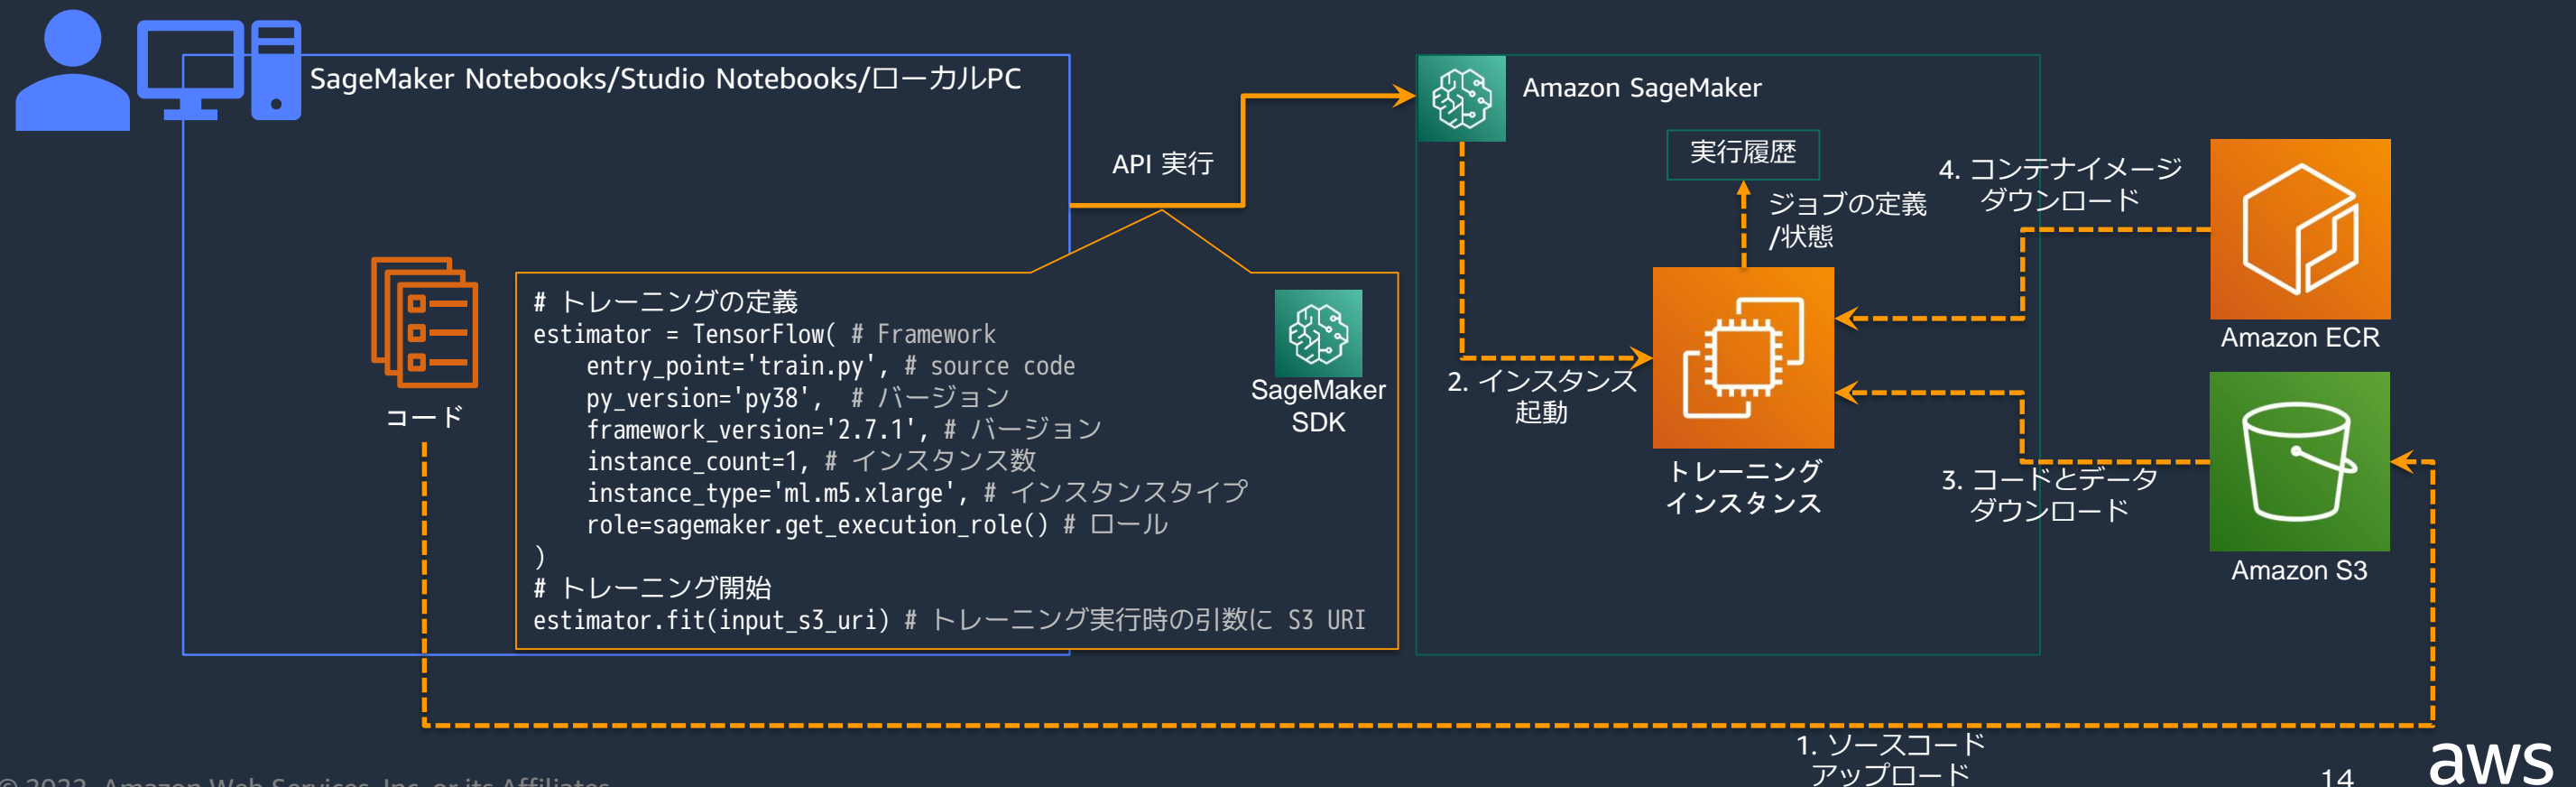 SageMaker Notebooks/Studio Notebooks/ローカルPC
API 実行
コード
# トレーニングの定義
estimator = TensorFlow( # Framework
    entry_point='train.py', # source code
    py_version='py38',  # バージョン
    framework_version='2.7.1', # バージョン
    instance_count=1, # インスタンス数
    instance_type='ml.m5.xlarge', # インスタンスタイプ
    role=sagemaker.get_execution_role() # ロール
)
# トレーニング開始
estimator.fit(input_s3_uri) # トレーニング実行時の引数に S3 URI
SageMaker
SDK
Amazon SageMaker
実行履歴
ジョブの定義
/状態
2. インスタンス
起動
トレーニング
インスタンス
4. コンテナイメージ
ダウンロード
Amazon ECR
3. コードとデータ
ダウンロード
Amazon S3
1. ソースコード
アップロード
© 2022, Amazon Web Services, Inc. or its Affiliates.
14
aws